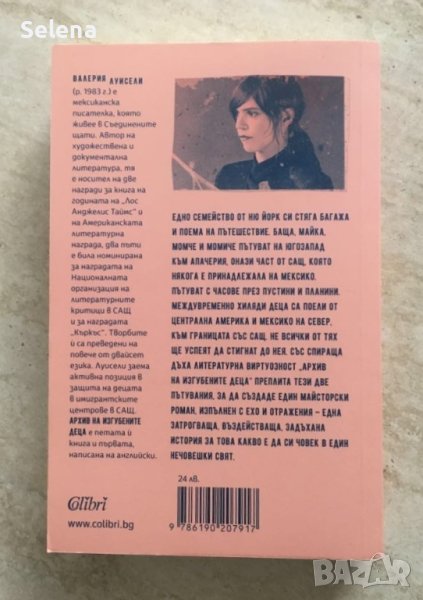 Selena
ВАЛЕРИЯ ЛУИСЕЛИ
(р. 1983 г.) е
мексиканска
писателка, която
живее в Съединените
щати. Автор на
художествена и
документална
литература, тя
е носител на две
награди за книга на
годината на „Лос
Анджелис Таймс" и
на Американската
литературна
награда, два пъти
е била номинирана
за наградата на
Националната
организация на
литературните
критици в САЩ
и за наградата
„Къркъс". Творбите
ѝ са преведени на
повече от двайсет
езика. Луисели заема
активна позиция в
защита на децата
в имигрантските
центрове в САЩ.
АРХИВ НА ИЗГУБЕНИТЕ
ДЕЦА е петата ѝ
книга и първата,
написана на английски.
ЕДНО СЕМЕЙСТВО ОТ НЮ ЙОРК СИ СТЯГА БАГАЖА
И ПОЕМА НА ПЪТЕШЕСТВИЕ. БАЩА, МАЙКА,
МОМЧЕ И МОМИЧЕ ПЪТУВАТ НА ЮГОЗАПАД
КЪМ АПАЧЕРИЯ, ОНАЗИ ЧАСТ ОТ САЩ, КОЯТО
НЯКОГА Е ПРИНАДЛЕЖАЛА НА МЕКСИКО.
ПЪТУВАТ С ЧАСОВЕ ПРЕЗ ПУСТИНИ И ПЛАНИНИ.
МЕЖДУВРЕМЕННО ХИЛЯДИ ДЕЦА СА ПОЕЛИ ОТ
ЦЕНТРАЛНА АМЕРИКА И МЕКСИКО НА СЕВЕР,
КЪМ ГРАНИЦАТА СЪС САЩ. НЕ ВСИЧКИ ОТ ТЯХ
ЩЕ УСПЕЯТ ДА СТИГНАТ ДО НЕЯ. СЪС СПИРАЩА
ДЪХА ЛИТЕРАТУРНА ВИРТУОЗНОСТ „АРХИВ
НА ИЗГУБЕНИТЕ ДЕЦА" ПРЕПЛИТА ТЕЗИ ДВЕ
ПЪТУВАНИЯ, ЗА ДА СЪЗДАДЕ ЕДИН МАЙСТОРСКИ
РОМАН, ИЗПЪЛНЕН С ЕХО И ОТРАЖЕНИЯ – ЕДНА
ЗАТРОГВАЩА, ВЪЗДЕЙСТВАЩА, ЗАДЪХАНА
ИСТОРИЯ ЗА ТОВА КАКВО Е ДА СИ ЧОВЕК В ЕДИН
НЕЧОВЕШКИ СВЯТ.
24 лв.
9 786190 207917
Colibri
www.colibri.bg
bazar